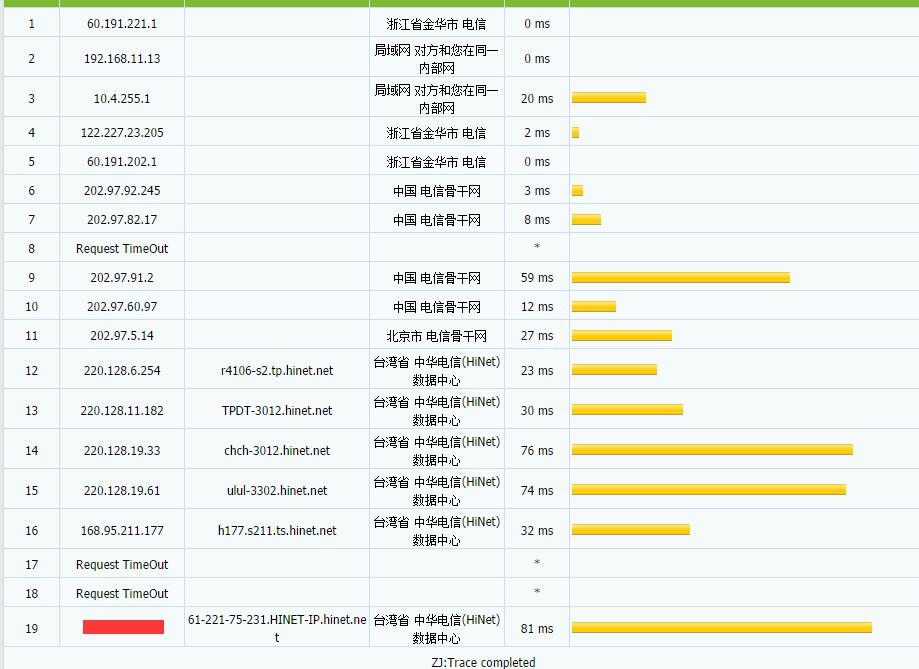 1 60.191.221.1 浙江省金华市 电信 0 ms
2 192.168.11.13 局域网 对方和您在同一 0 ms
内部网
3 10.4.255.1 局域网 对方和您在同一 20 ms
内部网
4 122.227.23.205 浙江省金华市 电信 2 ms
5 60.191.202.1 浙江省金华市 电信 0 ms
6 202.97.92.245 中国 电信骨干网 3 ms
7 202.97.82.17 中国 电信骨干网 8 ms
8 Request TimeOut *
9 202.97.91.2 中国 电信骨干网 59 ms
10 202.97.60.97 中国 电信骨干网 12 ms
11 202.97.5.14 北京市 电信骨干网 27 ms
12 220.128.6.254 r4106-s2.tp.hinet.net 台湾省 中华电信(HiNet) 23 ms
数据中心
13 220.128.11.182 TPDT-3012.hinet.net 台湾省 中华电信(HiNet) 30 ms
数据中心
14 220.128.19.33 chch-3012.hinet.net 台湾省 中华电信(HiNet) 76 ms
数据中心
15 220.128.19.61 ulul-3302.hinet.net 台湾省 中华电信(HiNet) 74 ms
数据中心
16 168.95.211.177 h177.s211.ts.hinet.net 台湾省 中华电信(HiNet) 32 ms
数据中心
17 Request TimeOut *
18 Request TimeOut *
19 61-221-75-231.HINET-IP.hinet.ne 台湾省 中华电信(HiNet) 81 ms
t 数据中心
ZJ:Trace completed